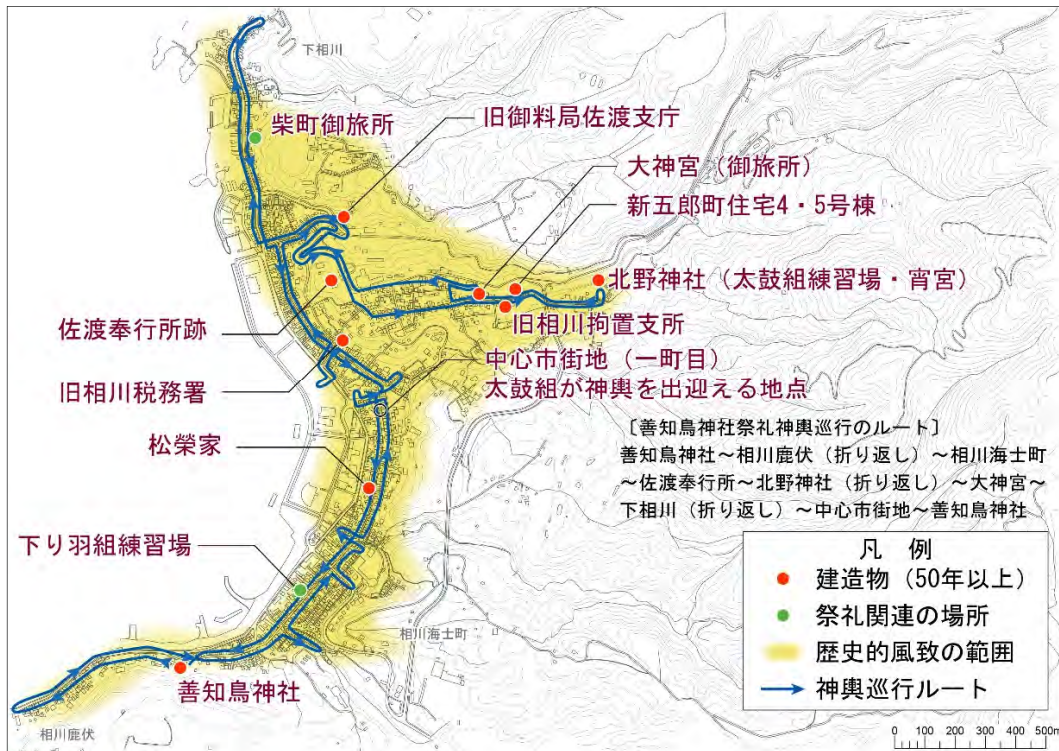 下相川
柴町御旅所
旧御料局佐渡支庁
大神宮（御旅所）
新五郎町住宅4・5号棟
北野神社（太鼓組練習場・宵宮）
旧相川拘置支所
佐渡奉行所跡
中心市街地（一町目）
太鼓組が神輿を出迎える地点
旧相川税務署
〔善知鳥神社祭礼神輿巡行のルート〕
善知鳥神社～相川鹿伏（折り返し）～相川海士町
～佐渡奉行所～北野神社（折り返し）～大神宮～
下相川（折り返し）～中心市街地～善知鳥神社
松榮家
下り羽組練習場
相川海士町
善知鳥神社
相川鹿伏
凡 例
建造物（50年以上）
祭礼関連の場所
歴史的風致の範囲
神輿巡行ルート
0 100 200 300 400 500m